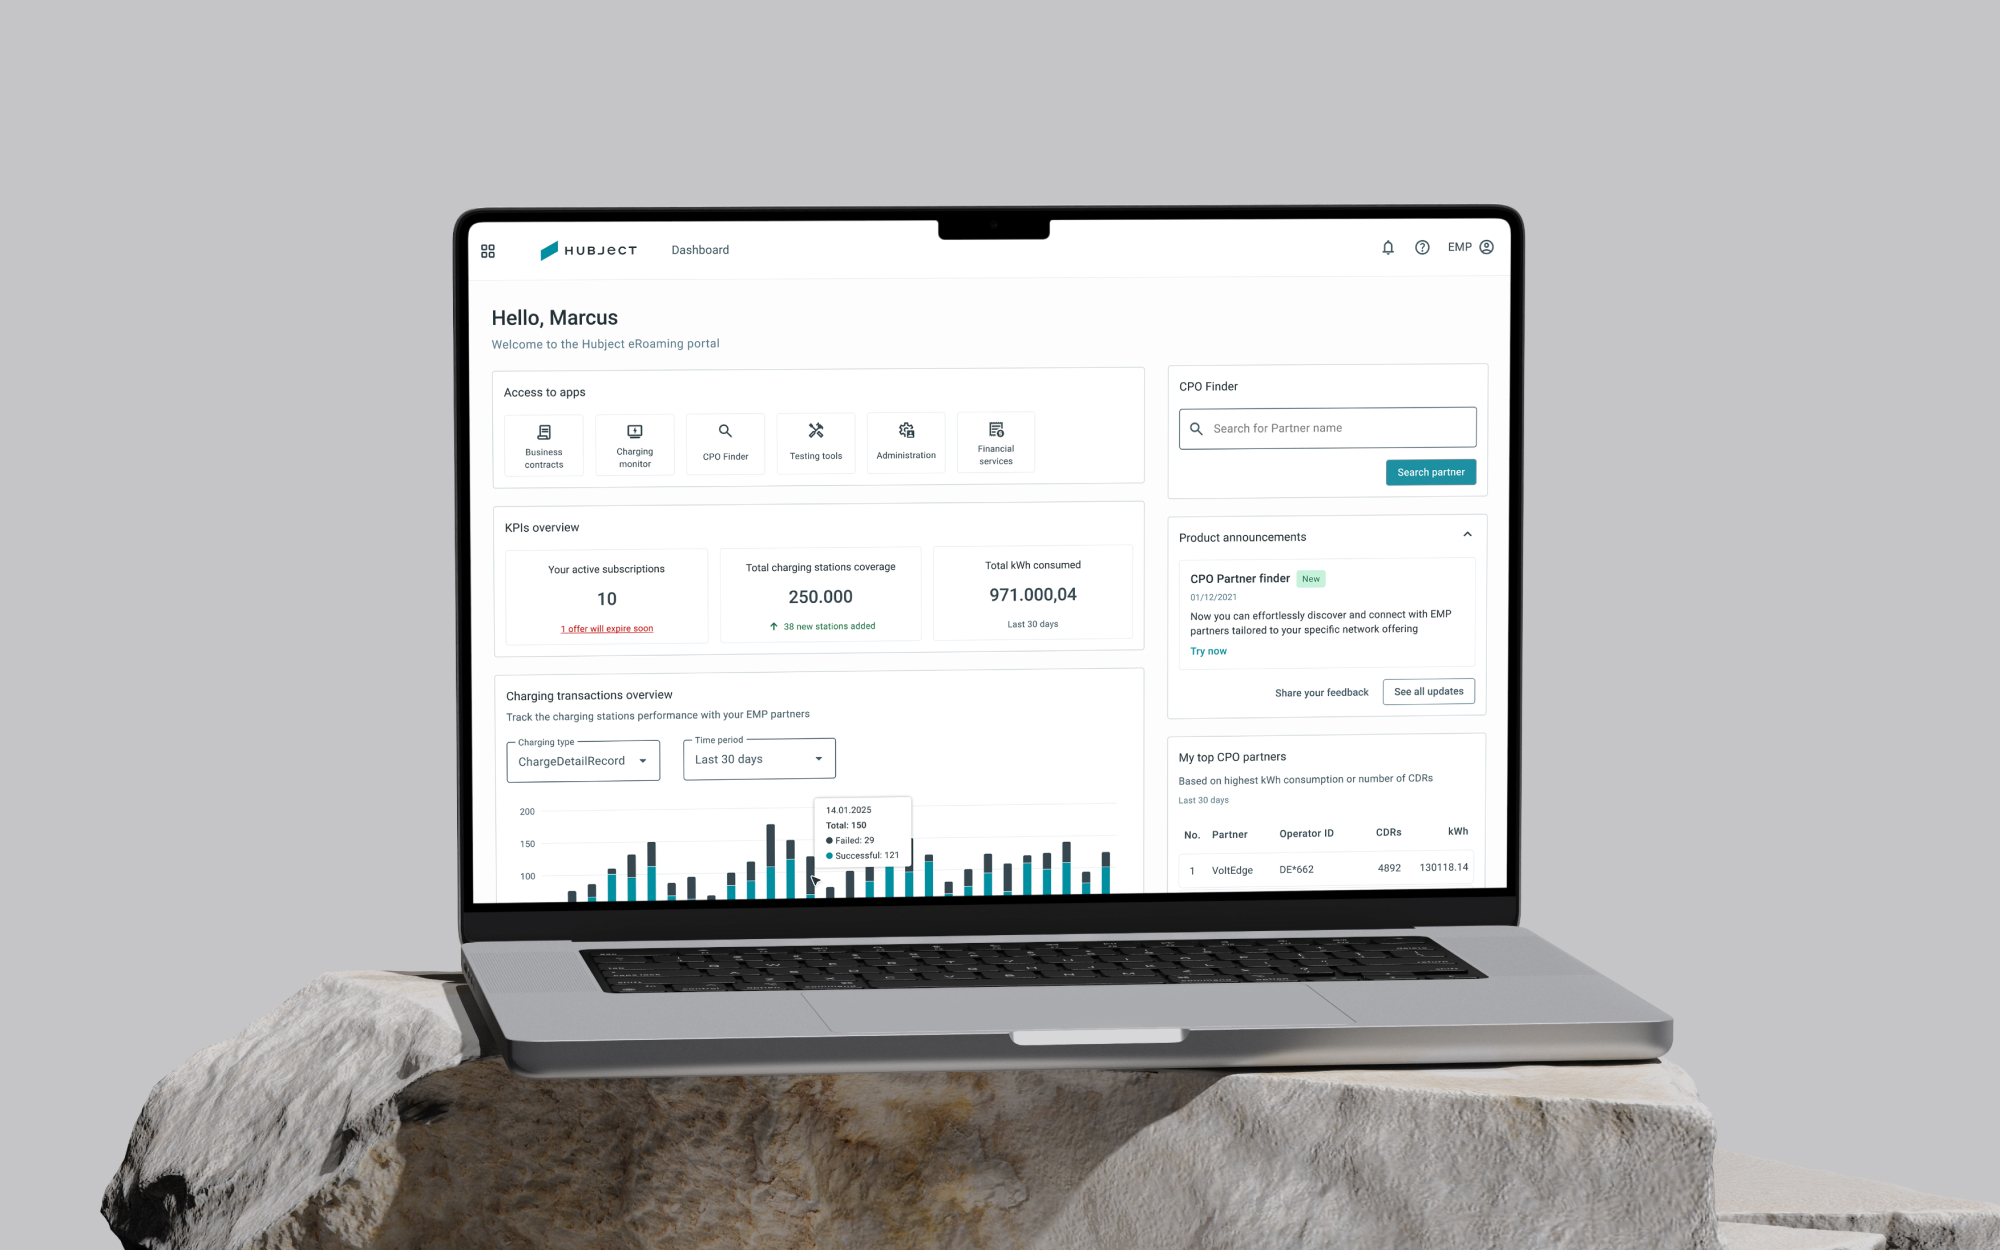 HUBJECT
Dashboard
EMP
Hello, Marcus
Welcome to the Hubject eRoaming portal
Access to apps
Business
contracts
Charging
monitor
CPO Finder
Testing tools
Administration
Financial
services
KPIs overview
Your active subscriptions
10
1 offer will expire soon
Total charging stations coverage
250.000
38 new stations added
Total kWh consumed
971.000,04
Last 30 days
Charging transactions overview
Track the charging stations performance with your EMP partners
Charging type
ChargeDetailRecord
Time period
Last 30 days
200
150
100
14.01.2025
Total: 150
Failed: 29
Successful: 121
CPO Finder
Search for Partner name
Search partner
Product announcements
CPO Partner finder New
01/12/2021
Now you can effortlessly discover and connect with EMP
partners tailored to your specific network offering
Try now
Share your feedback
See all updates
My top CPO partners
Based on highest kWh consumption or number of CDRs
Last 30 days
No. Partner Operator ID CDRs kWh
1 VoltEdge DE*662 4892 130118.14